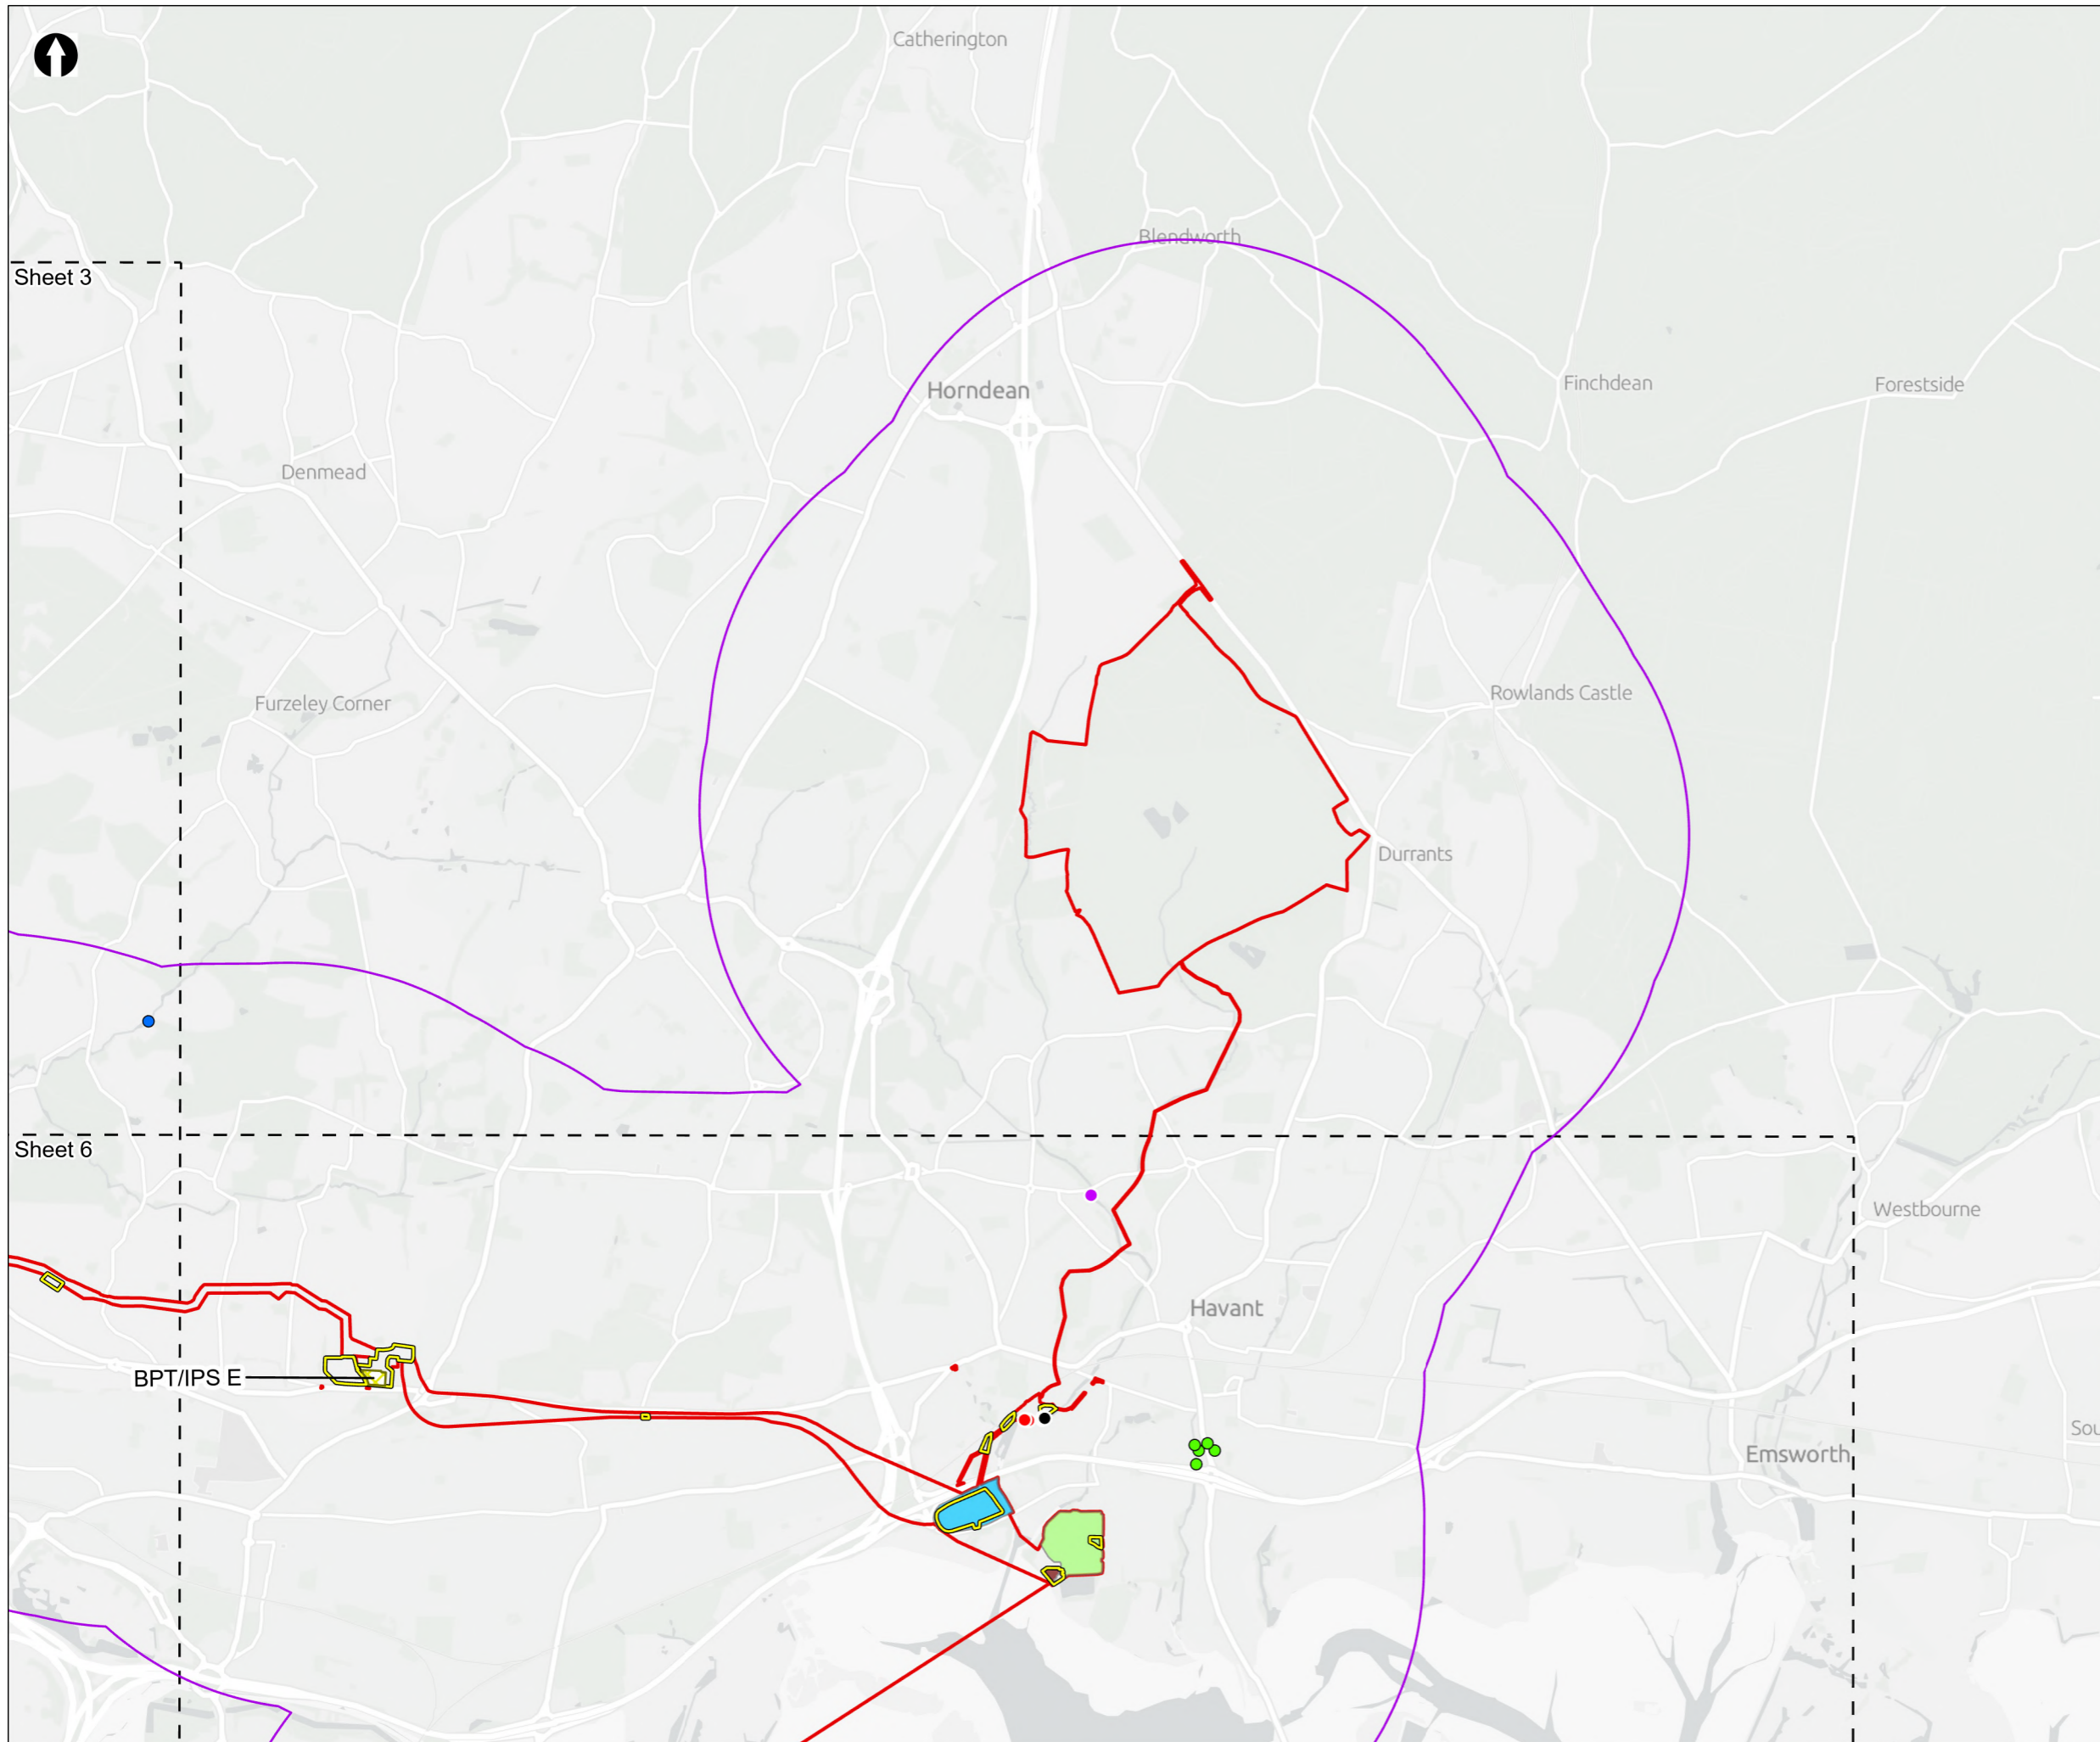 Catherington
Blendworth
Sheet 3
Horndean
Finchdean
Forestside
Denmead
Rowlands Castle
Furzeley Corner
Durrants
Sheet 6
Westbourne
Havant
BPT/IPS E
Sou
Emsworth